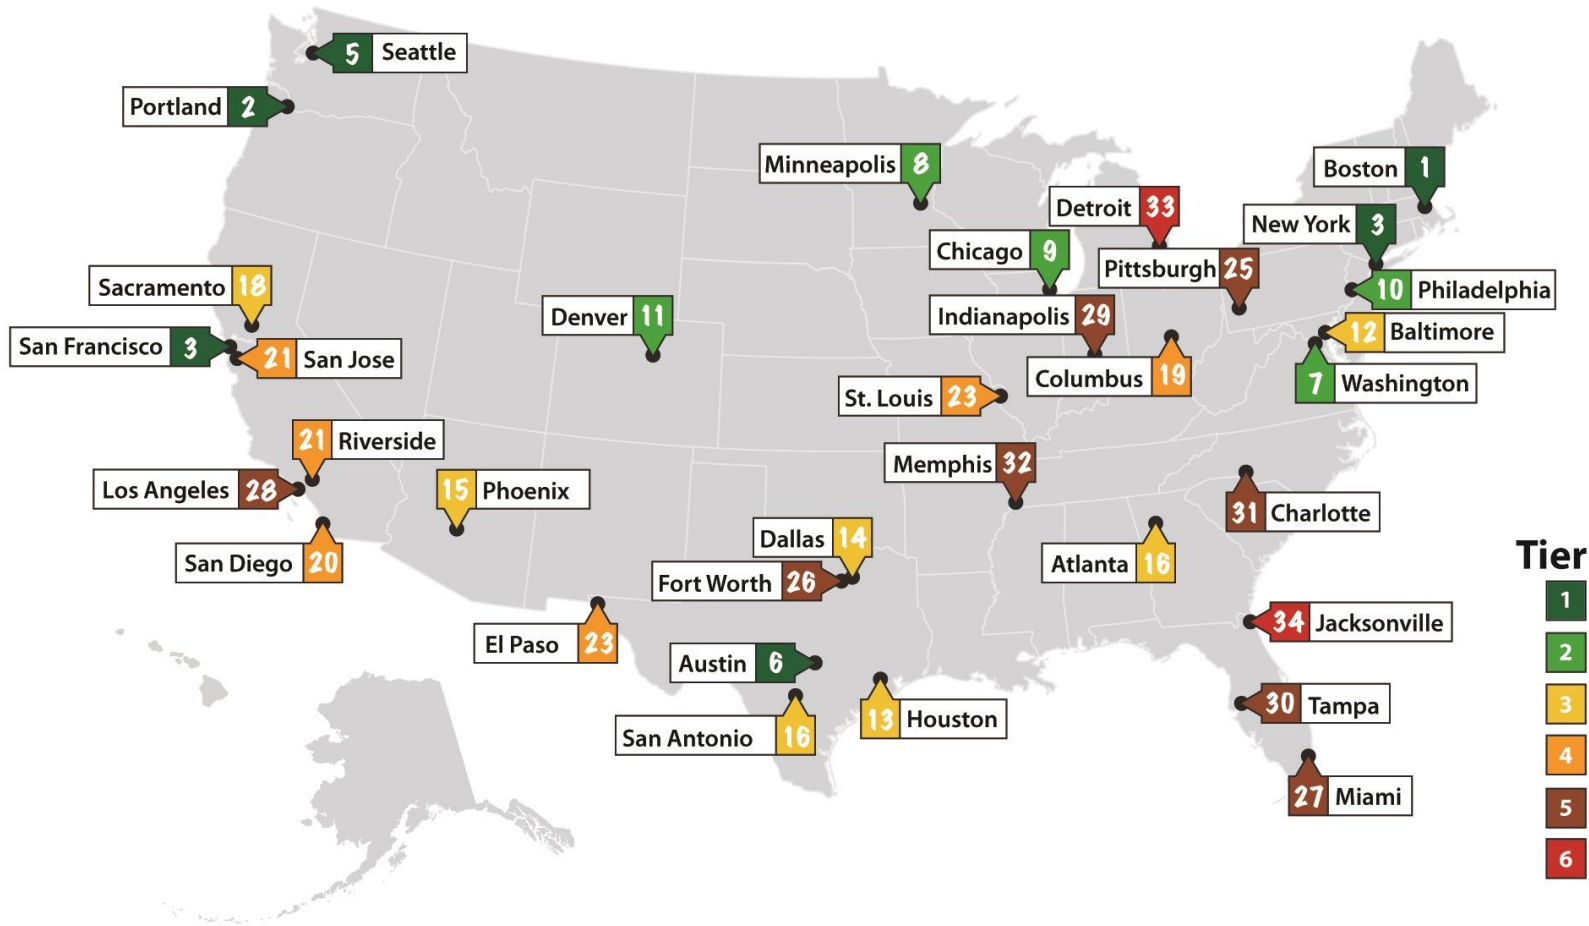 5 Seattle
Portland 2
Minneapolis 8
Boston 1
Detroit 33
New York 3
Chicago 9
Pittsburgh 25
Sacramento 18
10 Philadelphia
Denver 11
Indianapolis 29
12 Baltimore
San Francisco 3
21 San Jose
Columbus 19
7 Washington
St. Louis 23
21 Riverside
Memphis 32
Los Angeles 28
15 Phoenix
31 Charlotte
Dallas 14
San Diego 20
Atlanta 16
Fort Worth 26
Tier
1
2
3
4
5
6
34 Jacksonville
El Paso 23
Austin 6
30 Tampa
13 Houston
San Antonio 16
27 Miami